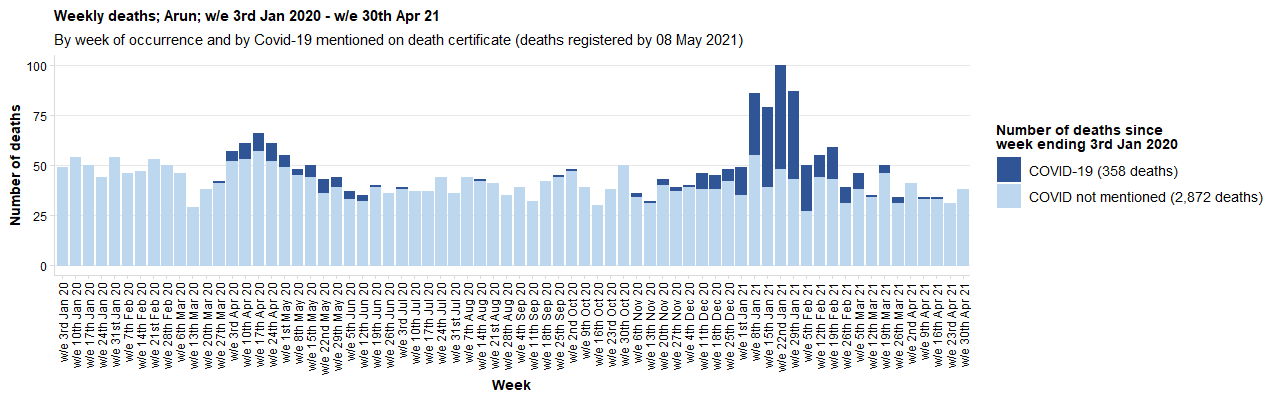 Weekly deaths; Arun; w/e 3rd Jan 2020 - w/e 30th Apr 21
By week of occurrence and by Covid-19 mentioned on death certificate (deaths registered by 08 May 2021)
Number of deaths
100
75
50
25
0
w/e 3rd Jan 20
w/e 10th Jan 20
w/e 17th Jan 20
w/e 24th Jan 20
w/e 31st Jan 20
w/e 7th Feb 20
w/e 14th Feb 20
w/e 21st Feb 20
w/e 28th Feb 20
w/e 6th Mar 20
w/e 13th Mar 20
w/e 20th Mar 20
w/e 27th Mar 20
w/e 3rd Apr 20
w/e 10th Apr 20
w/e 17th Apr 20
w/e 24th Apr 20
w/e 1st May 20
w/e 8th May 20
w/e 15th May 20
w/e 22nd May 20
w/e 29th May 20
w/e 5th Jun 20
w/e 12th Jun 20
w/e 19th Jun 20
w/e 26th Jun 20
w/e 3rd Jul 20
w/e 10th Jul 20
w/e 17th Jul 20
w/e 24th Jul 20
w/e 31st Jul 20
w/e 7th Aug 20
w/e 14th Aug 20
w/e 21st Aug 20
w/e 28th Aug 20
w/e 4th Sep 20
w/e 11th Sep 20
w/e 18th Sep 20
w/e 25th Sep 20
w/e 2nd Oct 20
w/e 9th Oct 20
w/e 16th Oct 20
w/e 23rd Oct 20
w/e 30th Oct 20
w/e 6th Nov 20
w/e 13th Nov 20
w/e 20th Nov 20
w/e 27th Nov 20
w/e 4th Dec 20
w/e 11th Dec 20
w/e 18th Dec 20
w/e 25th Dec 20
w/e 1st Jan 21
w/e 8th Jan 21
w/e 15th Jan 21
w/e 22nd Jan 21
w/e 29th Jan 21
w/e 5th Feb 21
w/e 12th Feb 21
w/e 19th Feb 21
w/e 26th Feb 21
w/e 5th Mar 21
w/e 12th Mar 21
w/e 19th Mar 21
w/e 26th Mar 21
w/e 2nd Apr 21
w/e 9th Apr 21
w/e 16th Apr 21
w/e 23rd Apr 21
w/e 30th Apr 21
Week
Number of deaths since
week ending 3rd Jan 2020
COVID-19 (358 deaths)
COVID not mentioned (2,872 deaths)